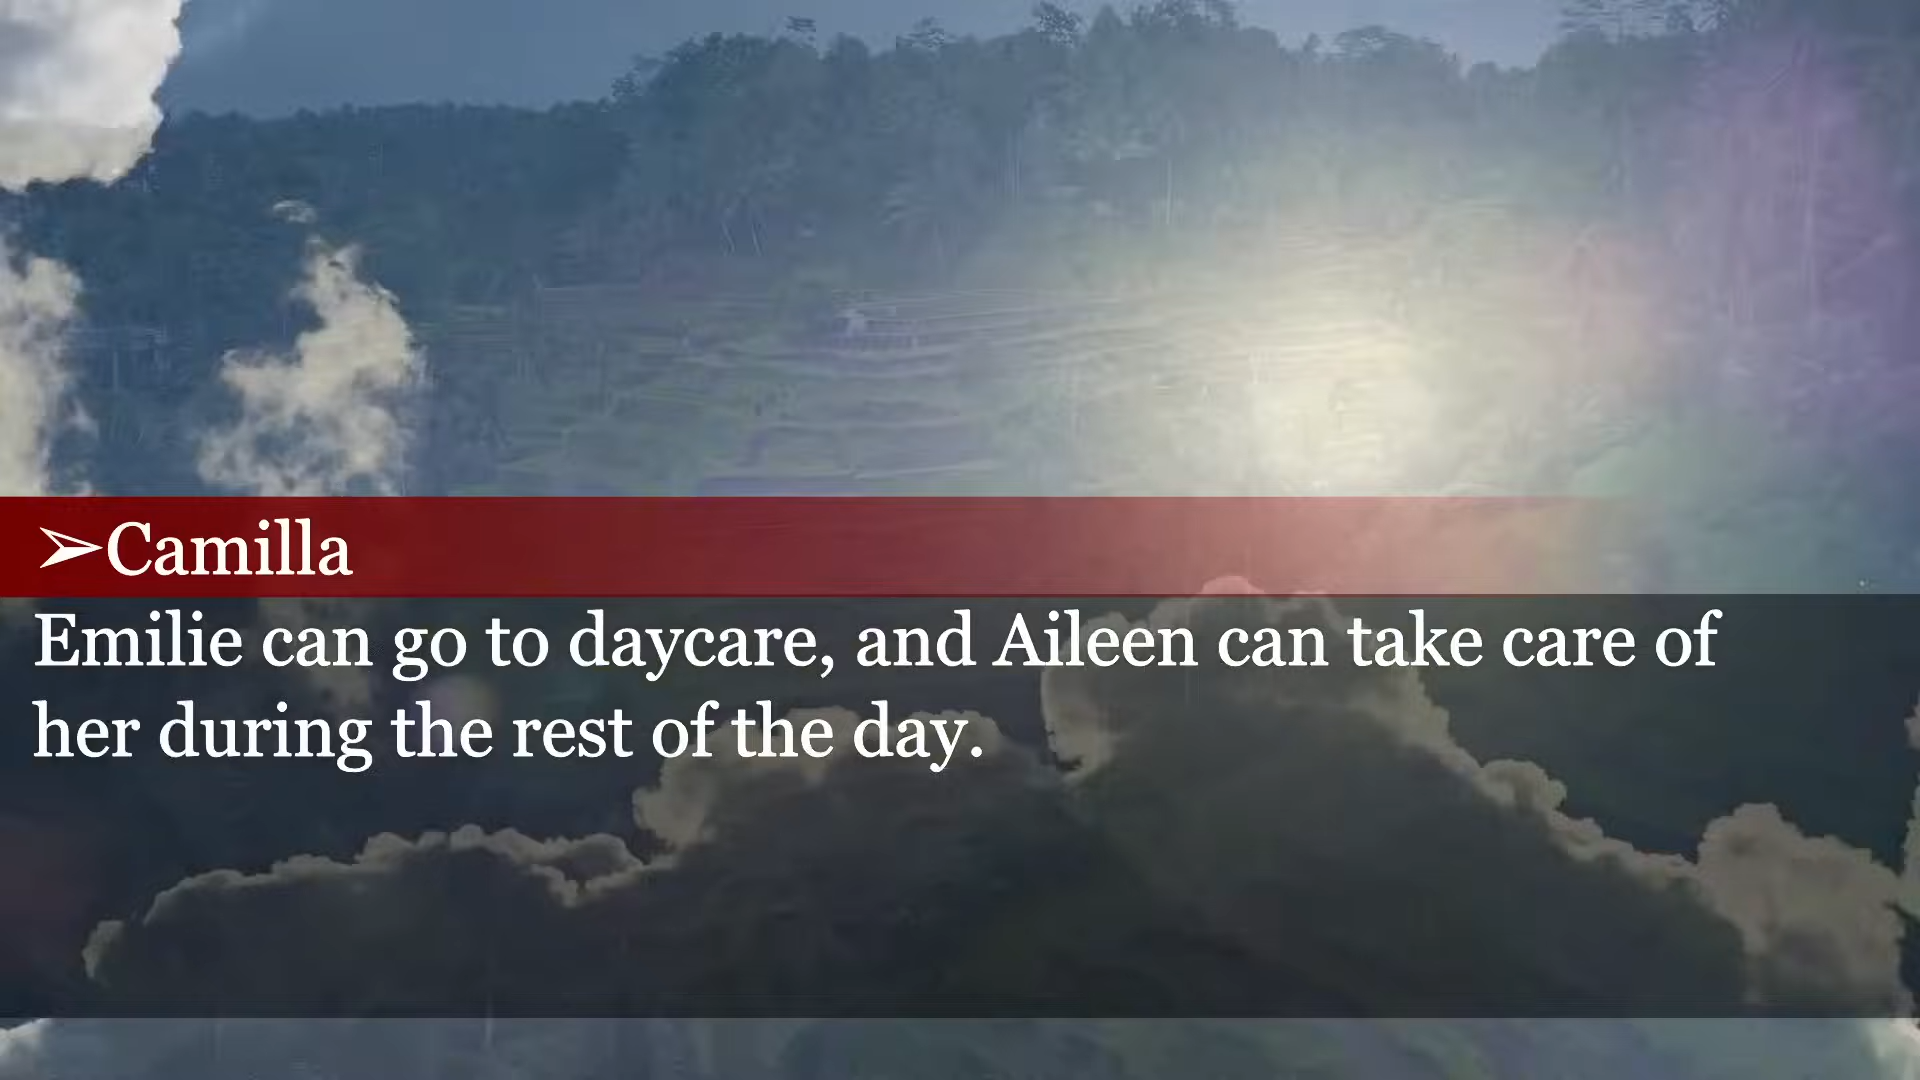 ➢Camilla
Emilie can go to daycare, and Aileen can take care of
her during the rest of the day.